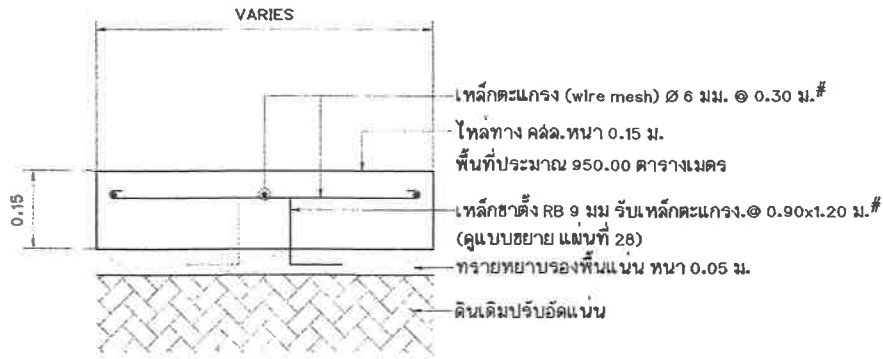 VARIES
เหล็กตะแกรง (wire mesh) Ø 6 มม. @ 0.30 ม.#
ไหล่ทาง คสล.หนา 0.15 ม.
พื้นที่ประมาณ 950.00 ตารางเมตร
0.15
เหล็กขาตั้ง RB 9 มม รับเหล็กตะแกรง.@ 0.90x1.20 ม.#
(ดูแบบขยาย แผ่นที่ 28)
ทรายหยาบรองพื้นแน่น หนา 0.05 ม.
ดินเดิมปรับอัดแน่น